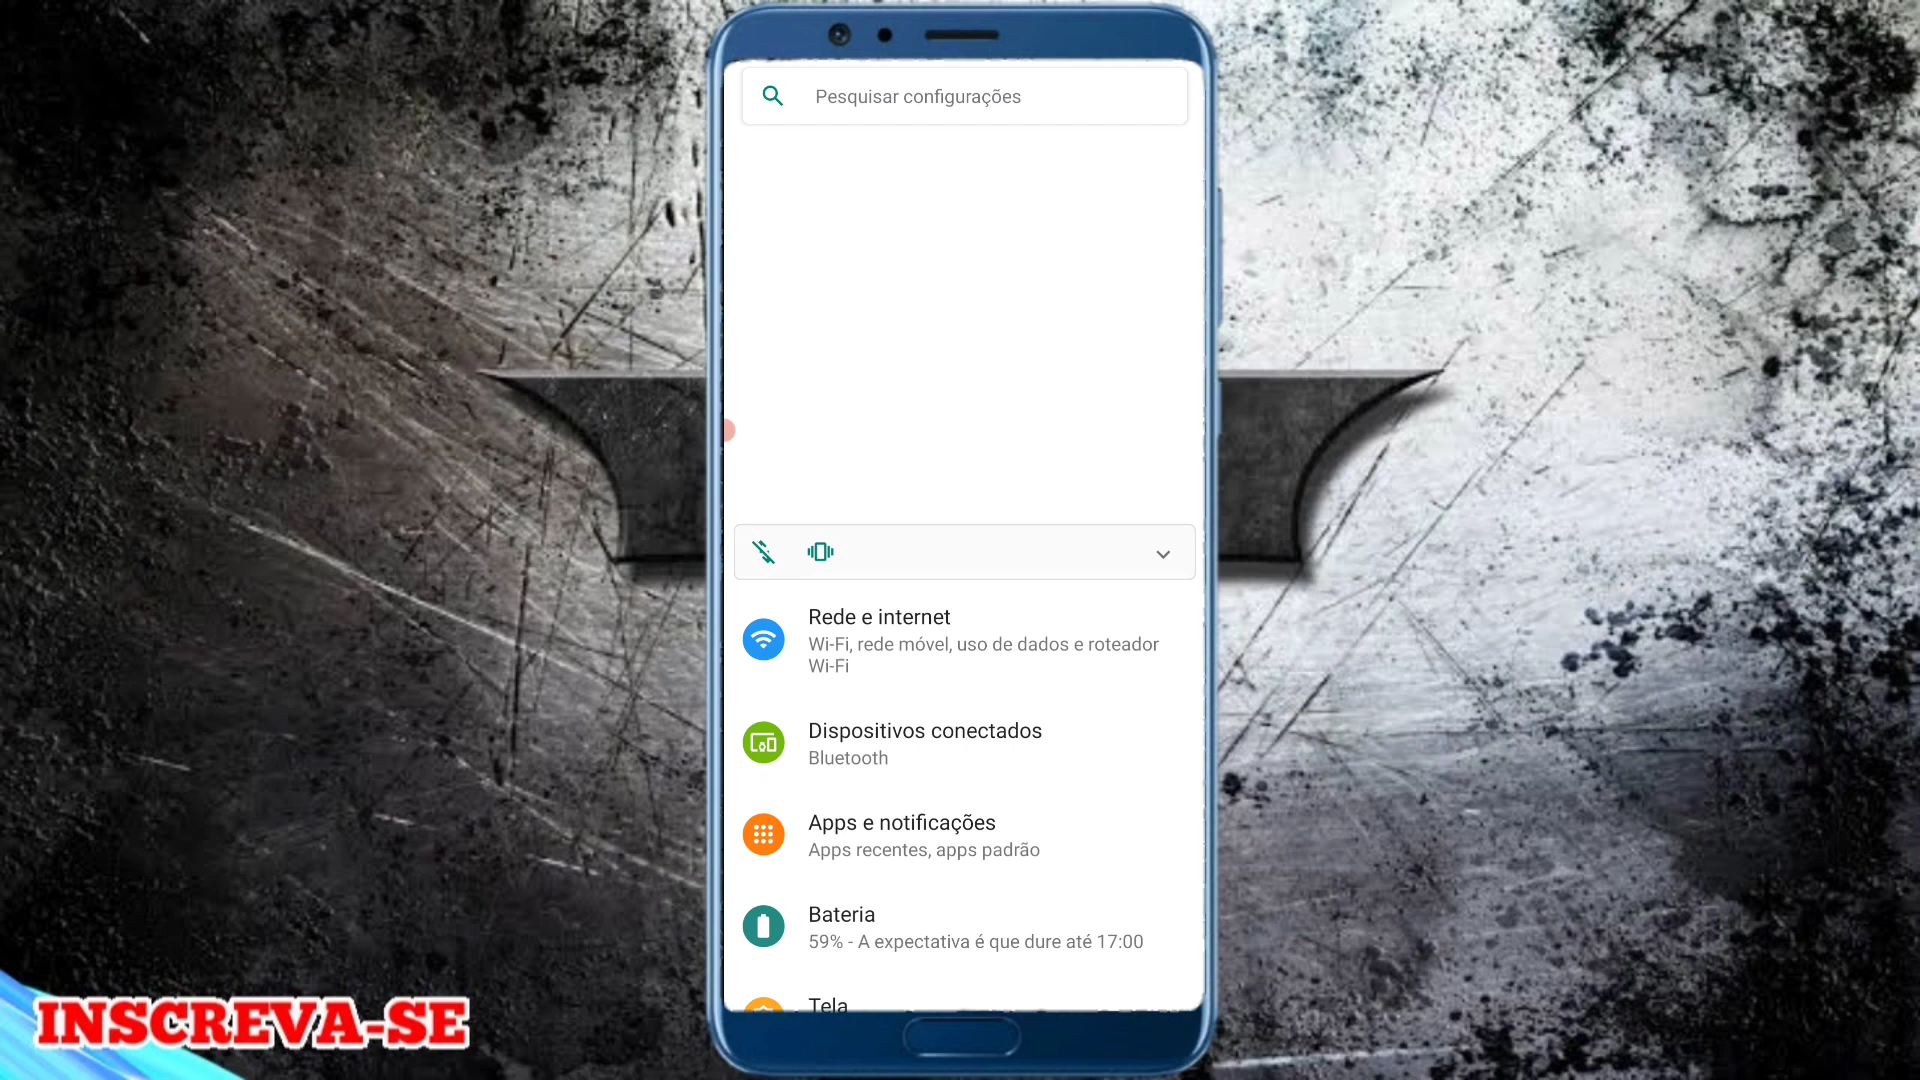 Pesquisar configurações
Rede e internet
Wi-Fi, rede móvel, uso de dados e roteador
Wi-Fi
Dispositivos conectados
Bluetooth
Apps e notificações
Apps recentes, apps padrão
Bateria
59% - A expectativa é que dure até 17:00
Tela
INSCREVA-SE